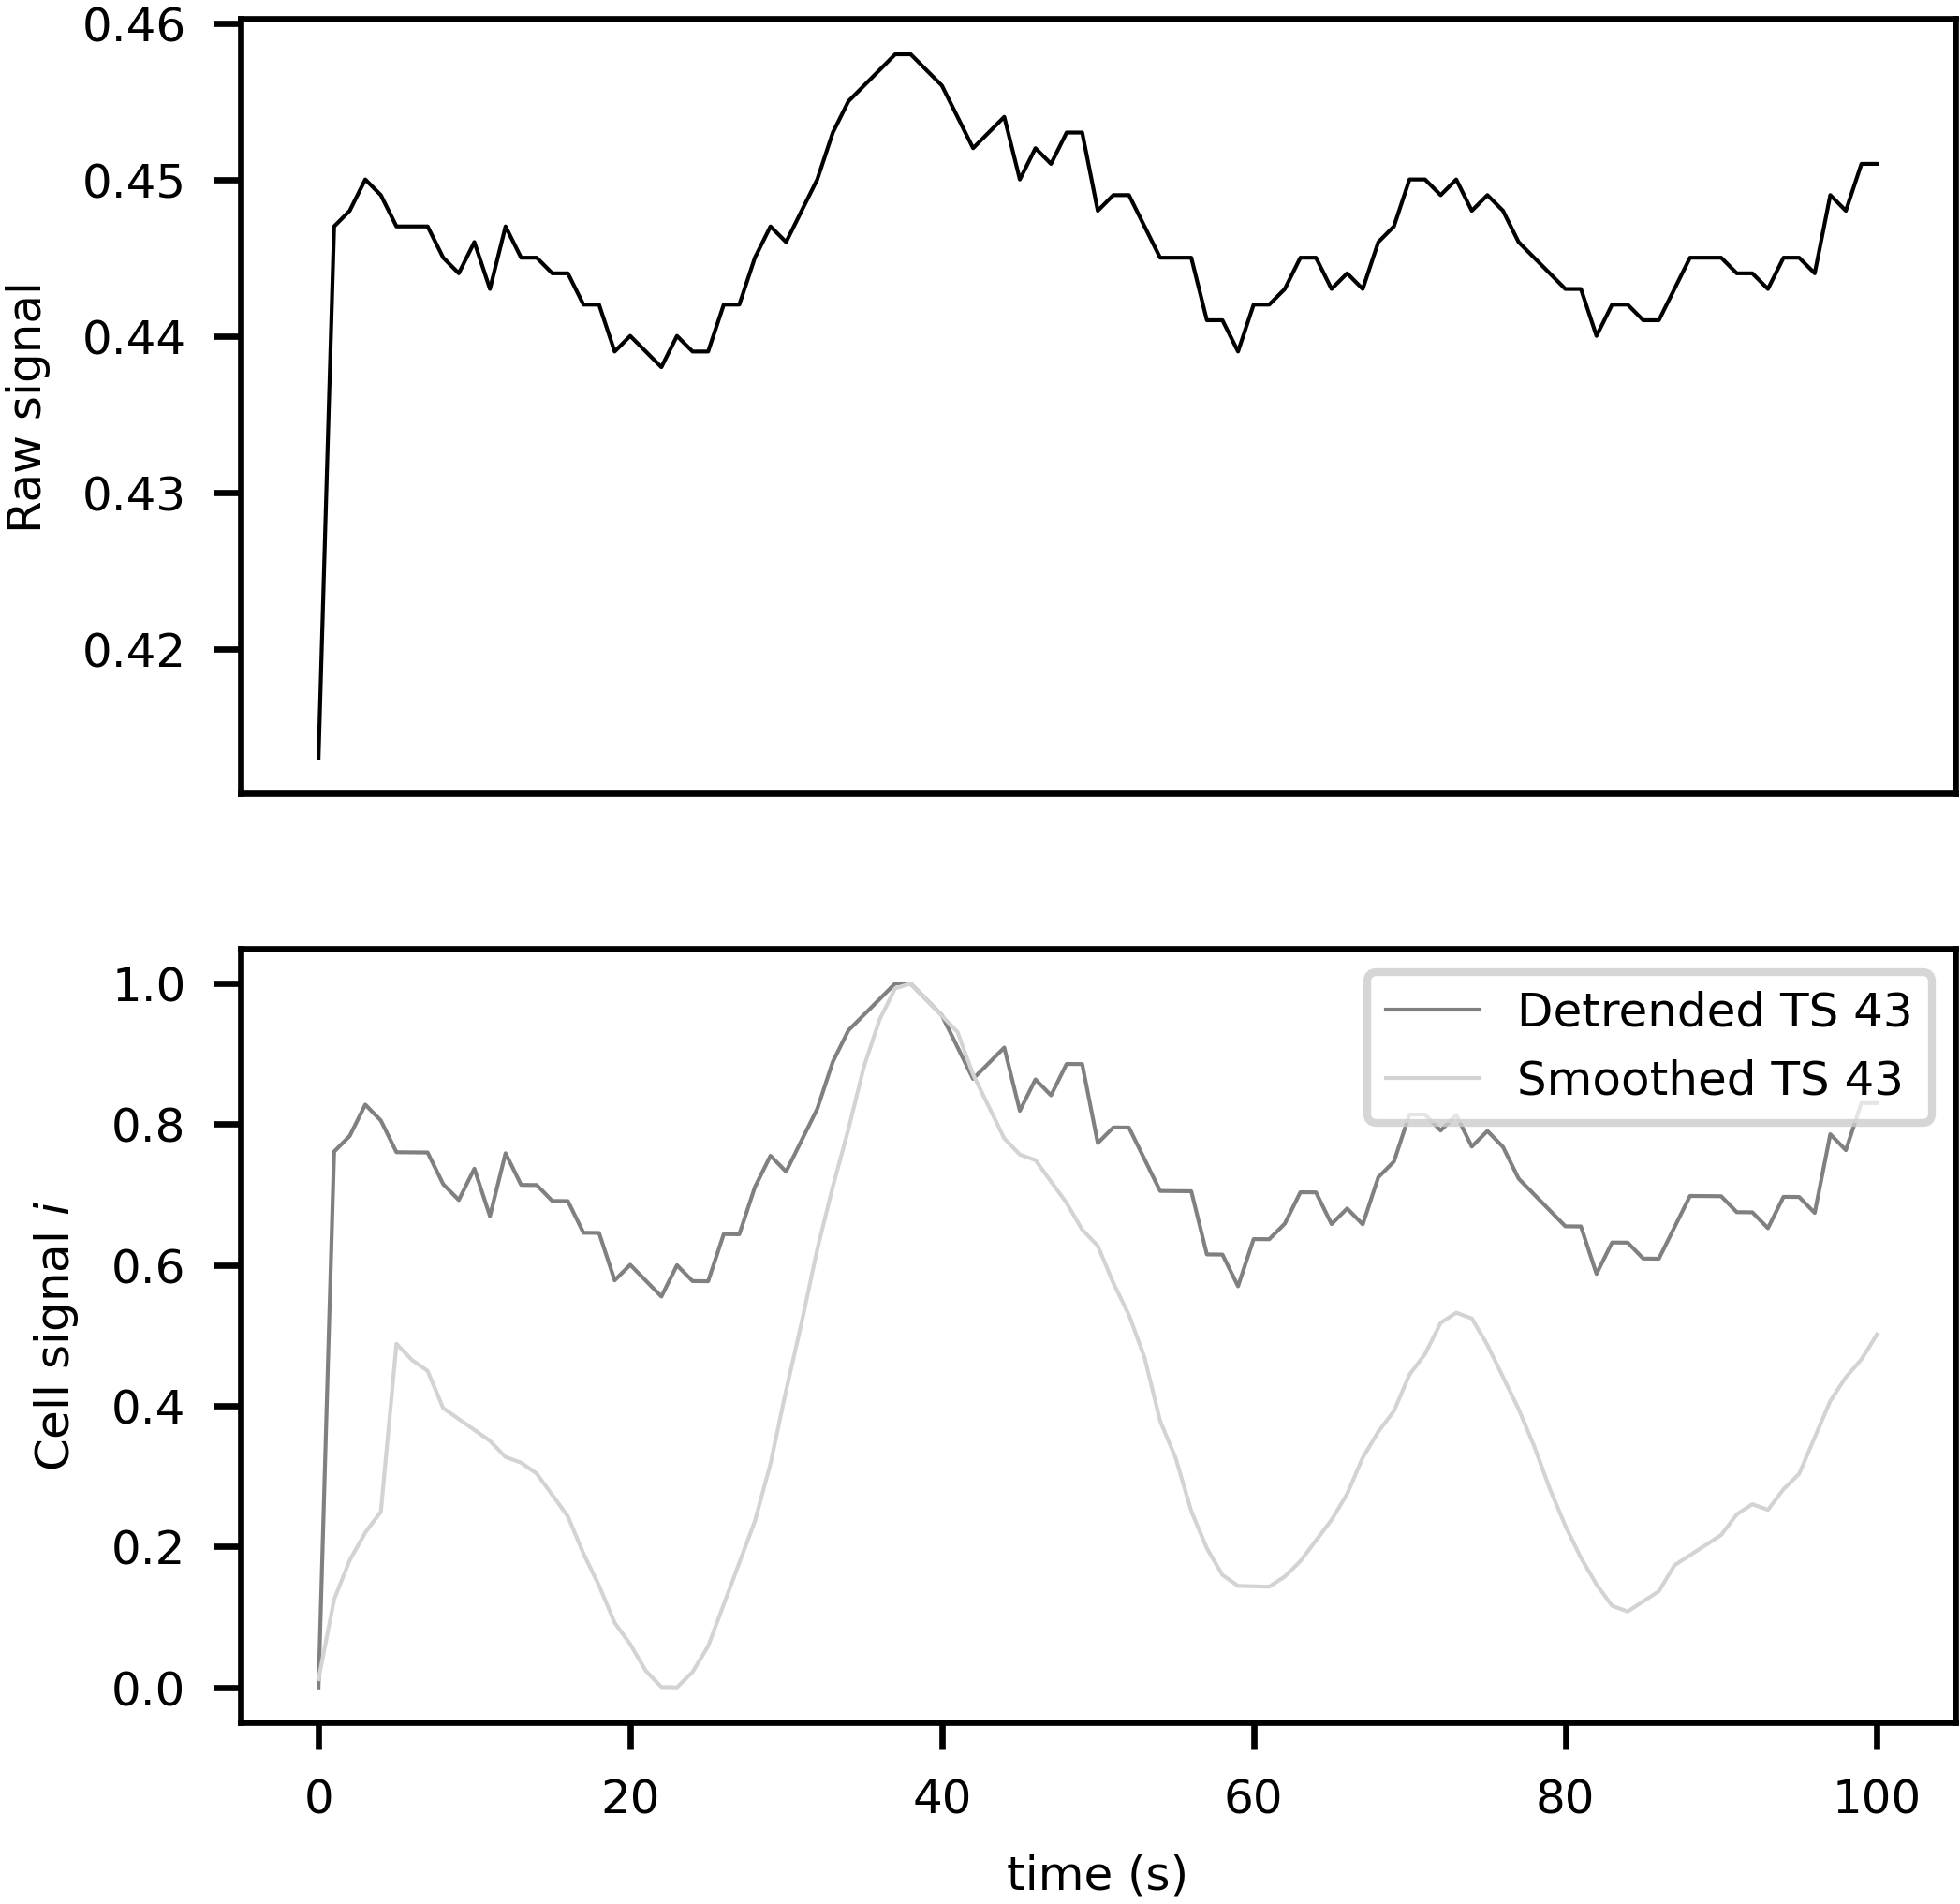 0.46
0.45
0.44
0.43
0.42
Raw signal
1.0
0.8
0.6
0.4
0.2
0.0
Cell signal i
Detrended TS 43
Smoothed TS 43
0 20 40 60 80 100
time (s)